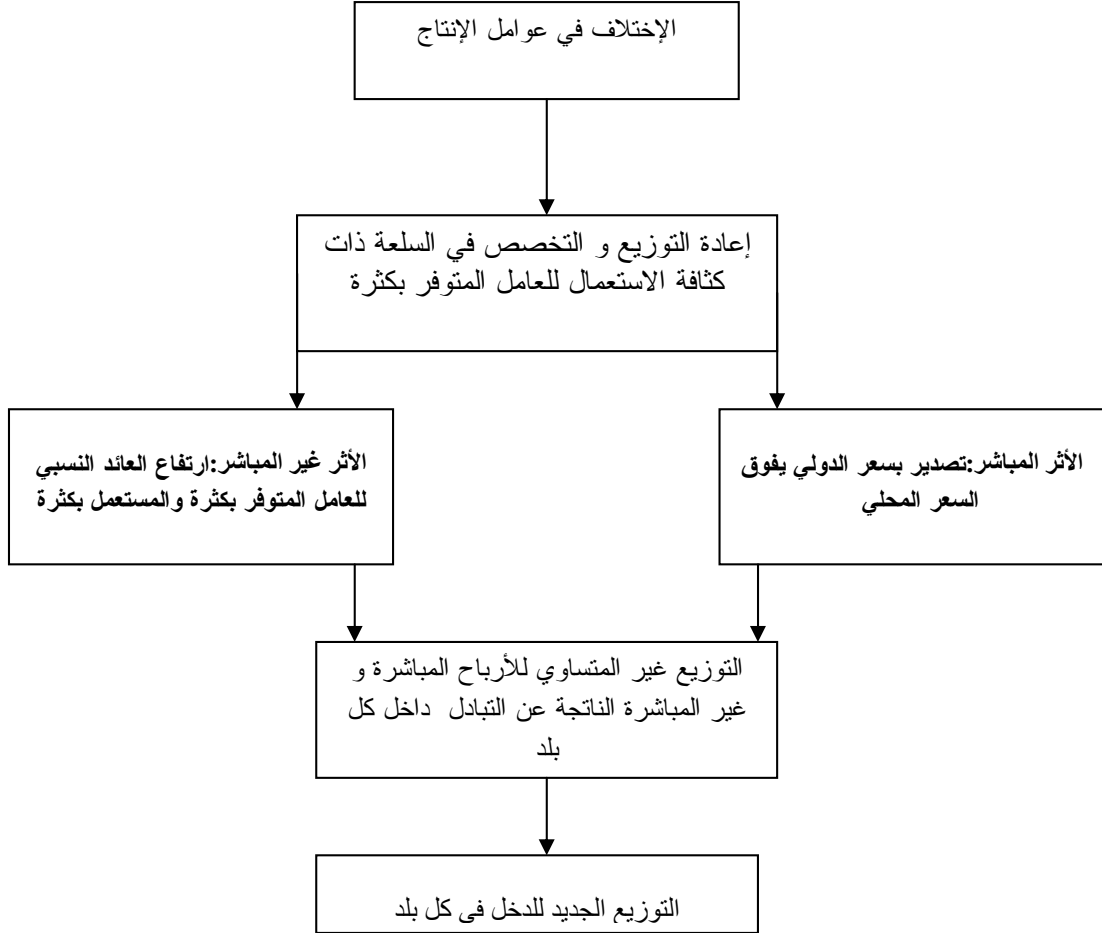 الإختلاف في عوامل الإنتاج
إعادة التوزيع و التخصص في السلعة ذات
كثافة الاستعمال للعامل المتوفر بكثرة
الأثر المباشر:تصدير بسعر الدولي يفوق
السعر المحلي
الأثر غير المباشر:ارتفاع العائد النسبي
للعامل المتوفر بكثرة والمستعمل بكثرة
التوزيع غير المتساوي للأرباح المباشرة و
غير المباشرة الناتجة عن التبادل داخل كل
بلد
التوزيع الجديد للدخل في كل بلد